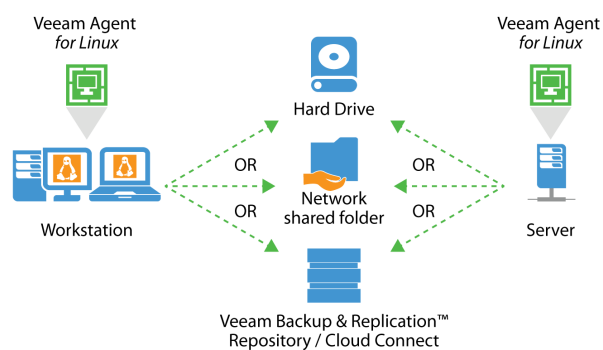 Veeam Agent
for Linux
Veeam Agent
for Linux
Hard Drive
OR
OR
Network
shared folder
OR
OR
Workstation
Server
Veeam Backup & Replication™
Repository / Cloud Connect